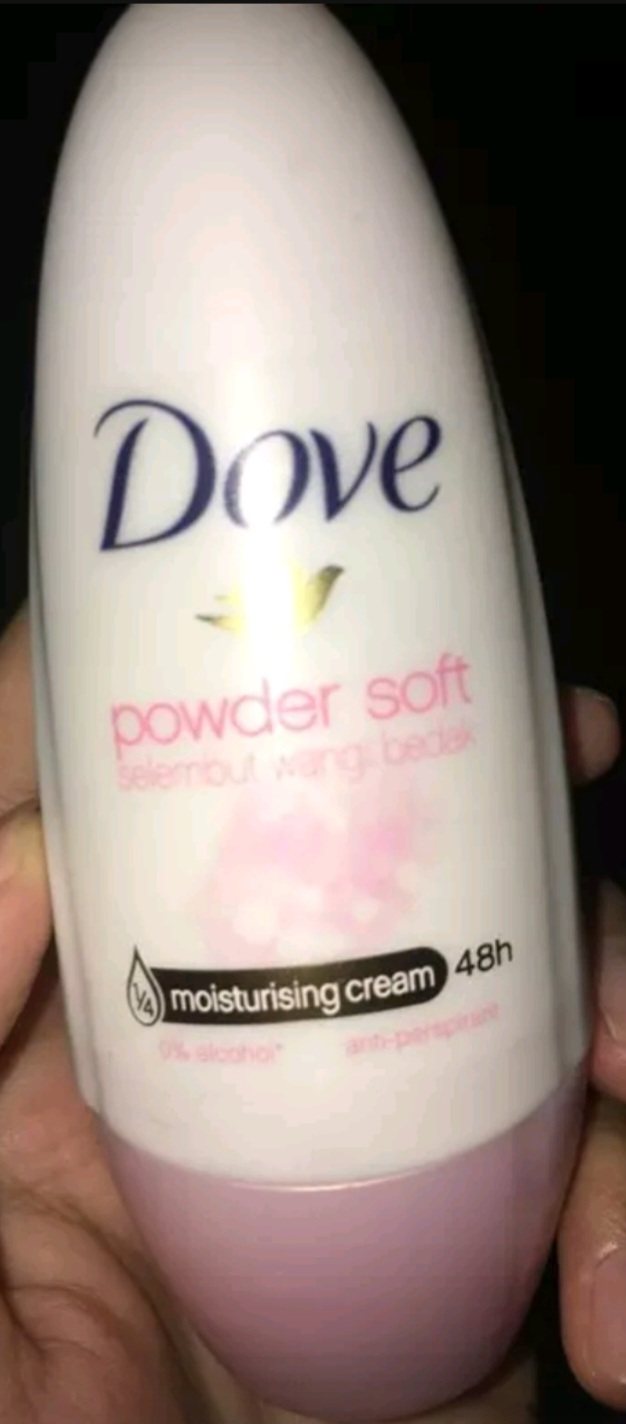 Dove
powder soft
selembut wangi bedak
1/4 moisturising cream 48h
0% alcohol* anti-perspirant